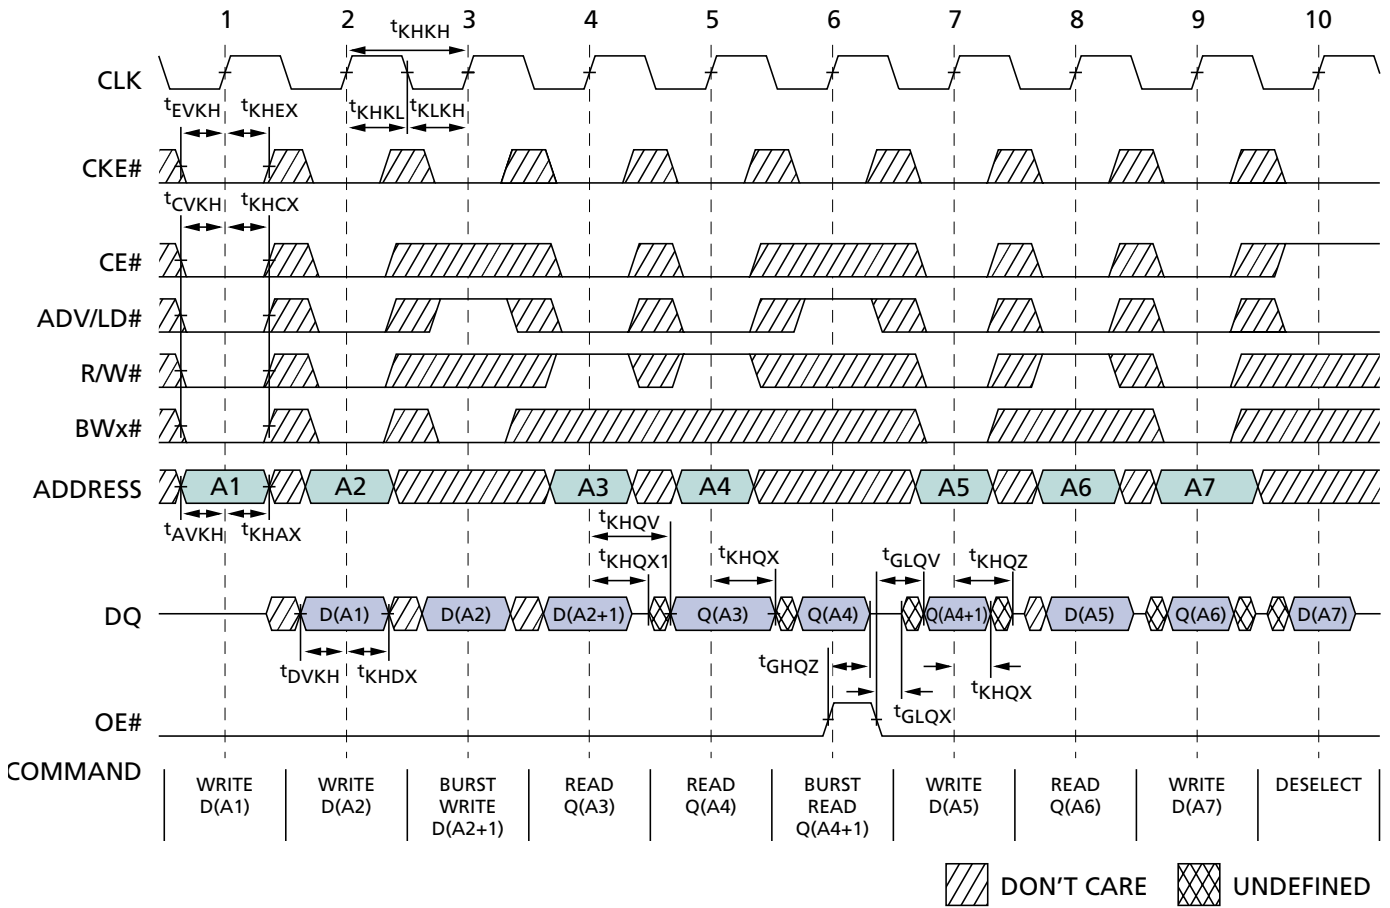 1 2 3 4 5 6 7 8 9 10
tKHKH
CLK
tEVKH tKHEX tKHKL tKLKH
CKE#
tCVKH tKHCX
CE#
ADV/LD#
R/W#
BWx#
ADDRESS A1 A2 A3 A4 A5 A6 A7
tAVKH tKHAX tKHQV
tKHQX1 tKHQX tGLQV tKHQZ
DQ D(A1) D(A2) D(A2+1) Q(A3) Q(A4) Q(A4+1) D(A5) Q(A6) D(A7)
tDVKH tKHDX tGHQZ tKHQX
tGLQX
OE#
COMMAND
WRITE D(A1)
WRITE D(A2)
BURST WRITE D(A2+1)
READ Q(A3)
READ Q(A4)
BURST READ Q(A4+1)
WRITE D(A5)
READ Q(A6)
WRITE D(A7)
DESELECT
DON'T CARE UNDEFINED